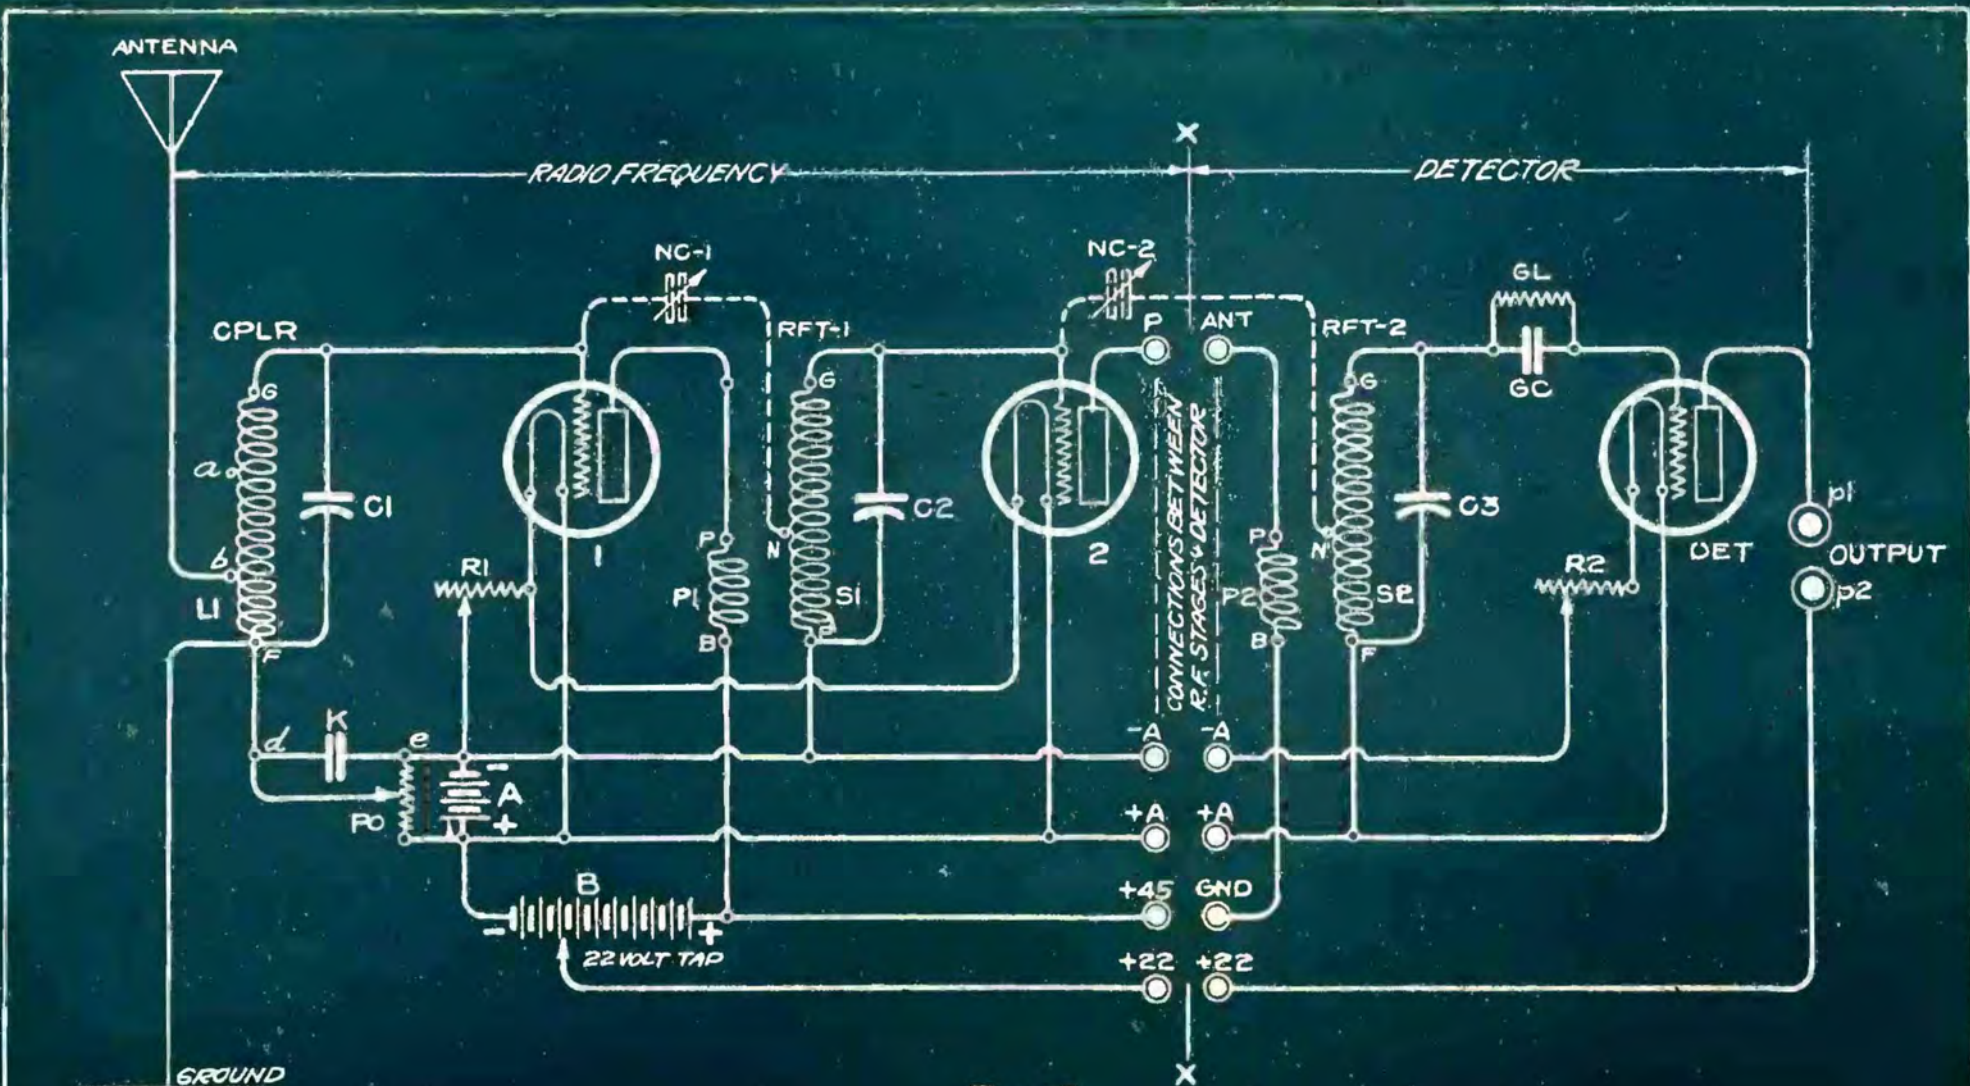 ANTENNA
X
RADIO FREQUENCY
DETECTOR
NC-1
NC-2
GL
CPLR
RFT-1
P
ANT
RFT-2
G
G
G
GC
a
C1
C2
C3
p1
1
2
DET
OUTPUT
b
R1
P
N
P
N
R2
p2
L1
P1
S1
P2
S2
F
B
B
F
CONNECTIONS BETWEEN
R.F. STAGES & DETECTOR
K
d
e
-
-A
-A
A
PO
+
+A
+A
B
+45
GND
-
+
22 VOLT TAP
+22
+22
GROUND
X